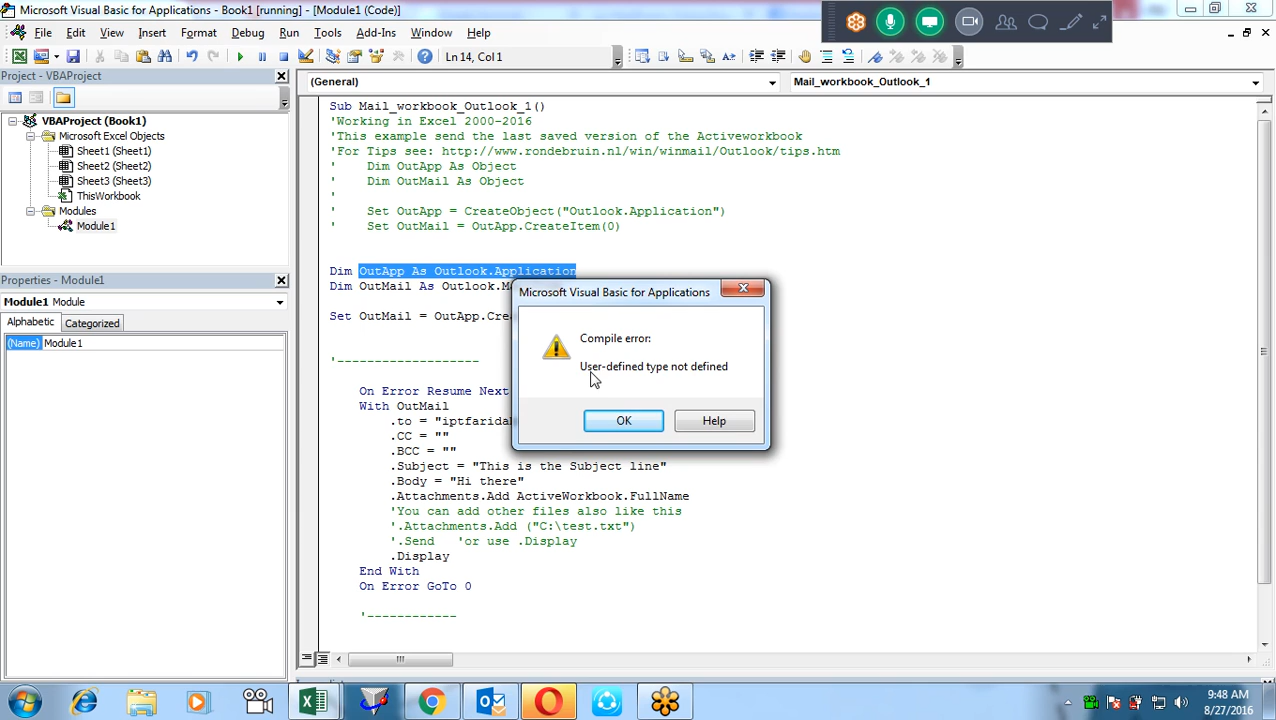 Microsoft Visual Basic for Applications - Book1 [running] - [Module1 (Code)]
File Edit View Insert Format Debug Run Tools Add-Ins Window Help
Ln 14, Col 1
Project - VBAProject
(General)
Mail_workbook_Outlook_1
VBAProject (Book1)
Microsoft Excel Objects
Sheet1 (Sheet1)
Sheet2 (Sheet2)
Sheet3 (Sheet3)
ThisWorkbook
Modules
Module1
Properties - Module1
Module1 Module
Alphabetic
Categorized
(Name) Module1
Sub Mail_workbook_Outlook_1()
'Working in Excel 2000-2016
'This example send the last saved version of the Activeworkbook
'For Tips see: http://www.rondebruin.nl/win/winmail/Outlook/tips.htm
' Dim OutApp As Object
' Dim OutMail As Object
'
' Set OutApp = CreateObject("Outlook.Application")
' Set OutMail = OutApp.CreateItem(0)
Dim OutApp As Outlook.Application
Dim OutMail As Outlook.M
Set OutMail = OutApp.Cre
'-------------------
On Error Resume Next
With OutMail
.to = "iptfarida
.CC = ""
.BCC = ""
.Subject = "This is the Subject line"
.Body = "Hi there"
.Attachments.Add ActiveWorkbook.FullName
'You can add other files also like this
'.Attachments.Add ("C:\test.txt")
'.Send 'or use .Display
.Display
End With
On Error GoTo 0
'------------
Microsoft Visual Basic for Applications
Compile error:
User-defined type not defined
OK
Help
9:48 AM
8/27/2016